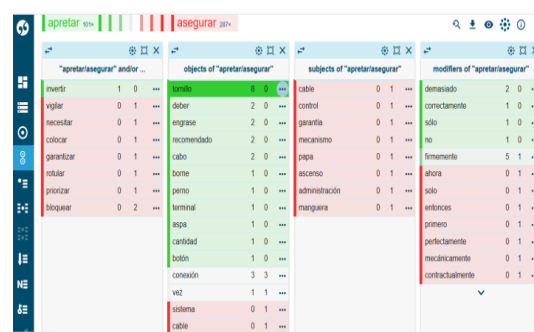 apretar 101× asegurar 287×
"apretar/asegurar" and/or ...
invertir 1 0 •••
vigilar 0 1 •••
necesitar 0 1 •••
colocar 0 1 •••
garantizar 0 1 •••
rotular 0 1 •••
priorizar 0 1 •••
bloquear 0 2 •••
objects of "apretar/asegurar"
tornillo 8 0 •••
deber 2 0 •••
engrase 2 0 •••
recomendado 2 0 •••
cabo 2 0 •••
borne 1 0 •••
perno 1 0 •••
terminal 1 0 •••
aspa 1 0 •••
cantidad 1 0 •••
botón 1 0 •••
conexión 3 3 •••
vez 1 1 •••
sistema 0 1 •••
cable 0 1 •••
subjects of "apretar/asegurar"
cable 0 1 •••
control 0 1 •••
garantía 0 1 •••
mecanismo 0 1 •••
papa 0 1 •••
ascenso 0 1 •••
administración 0 1 •••
manguera 0 1 •••
modifiers of "apretar/asegurar"
demasiado 2 0 •••
correctamente 1 0 •••
sólo 1 0 •••
no 1 0 •••
firmemente 5 1 •••
ahora 0 1 •••
solo 0 1 •••
entonces 0 1 •••
primero 0 1 •••
perfectamente 0 1 •••
mecánicamente 0 1 •••
contractualmente 0 1 •••